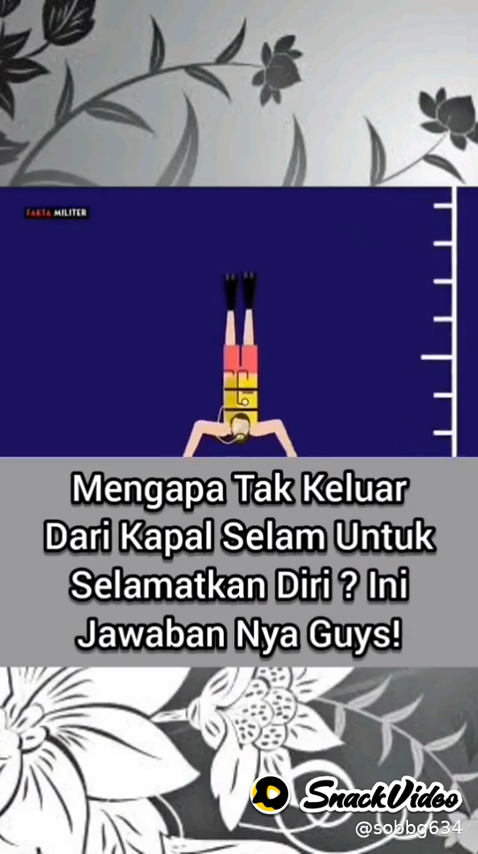 FAKTA MILITER
Mengapa Tak Keluar
Dari Kapal Selam Untuk
Selamatkan Diri ? Ini
Jawaban Nya Guys!
SnackVideo
@sobbg634